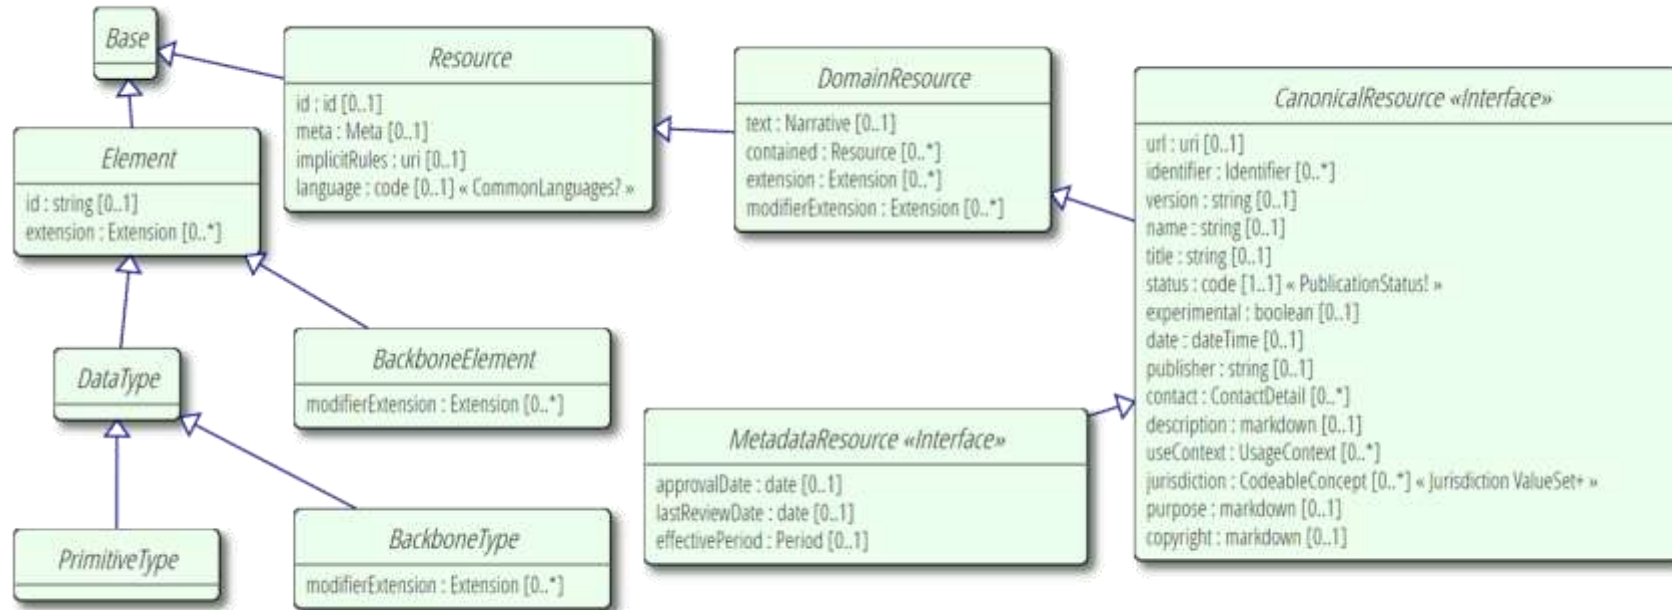 Base
Resource
id : id [0..1]
meta : Meta [0..1]
implicitRules : uri [0..1]
language : code [0..1] « CommonLanguages? »
DomainResource
text : Narrative [0..1]
contained : Resource [0..*]
extension : Extension [0..*]
modifierExtension : Extension [0..*]
CanonicalResource «Interface»
url : uri [0..1]
identifier : Identifier [0..*]
version : string [0..1]
name : string [0..1]
title : string [0..1]
status : code [1..1] « PublicationStatus! »
experimental : boolean [0..1]
date : dateTime [0..1]
publisher : string [0..1]
contact : ContactDetail [0..*]
description : markdown [0..1]
useContext : UsageContext [0..*]
jurisdiction : CodeableConcept [0..*] « Jurisdiction ValueSet+ »
purpose : markdown [0..1]
copyright : markdown [0..1]
Element
id : string [0..1]
extension : Extension [0..*]
DataType
BackboneElement
modifierExtension : Extension [0..*]
MetadataResource «Interface»
approvalDate : date [0..1]
lastReviewDate : date [0..1]
effectivePeriod : Period [0..1]
PrimitiveType
BackboneType
modifierExtension : Extension [0..*]